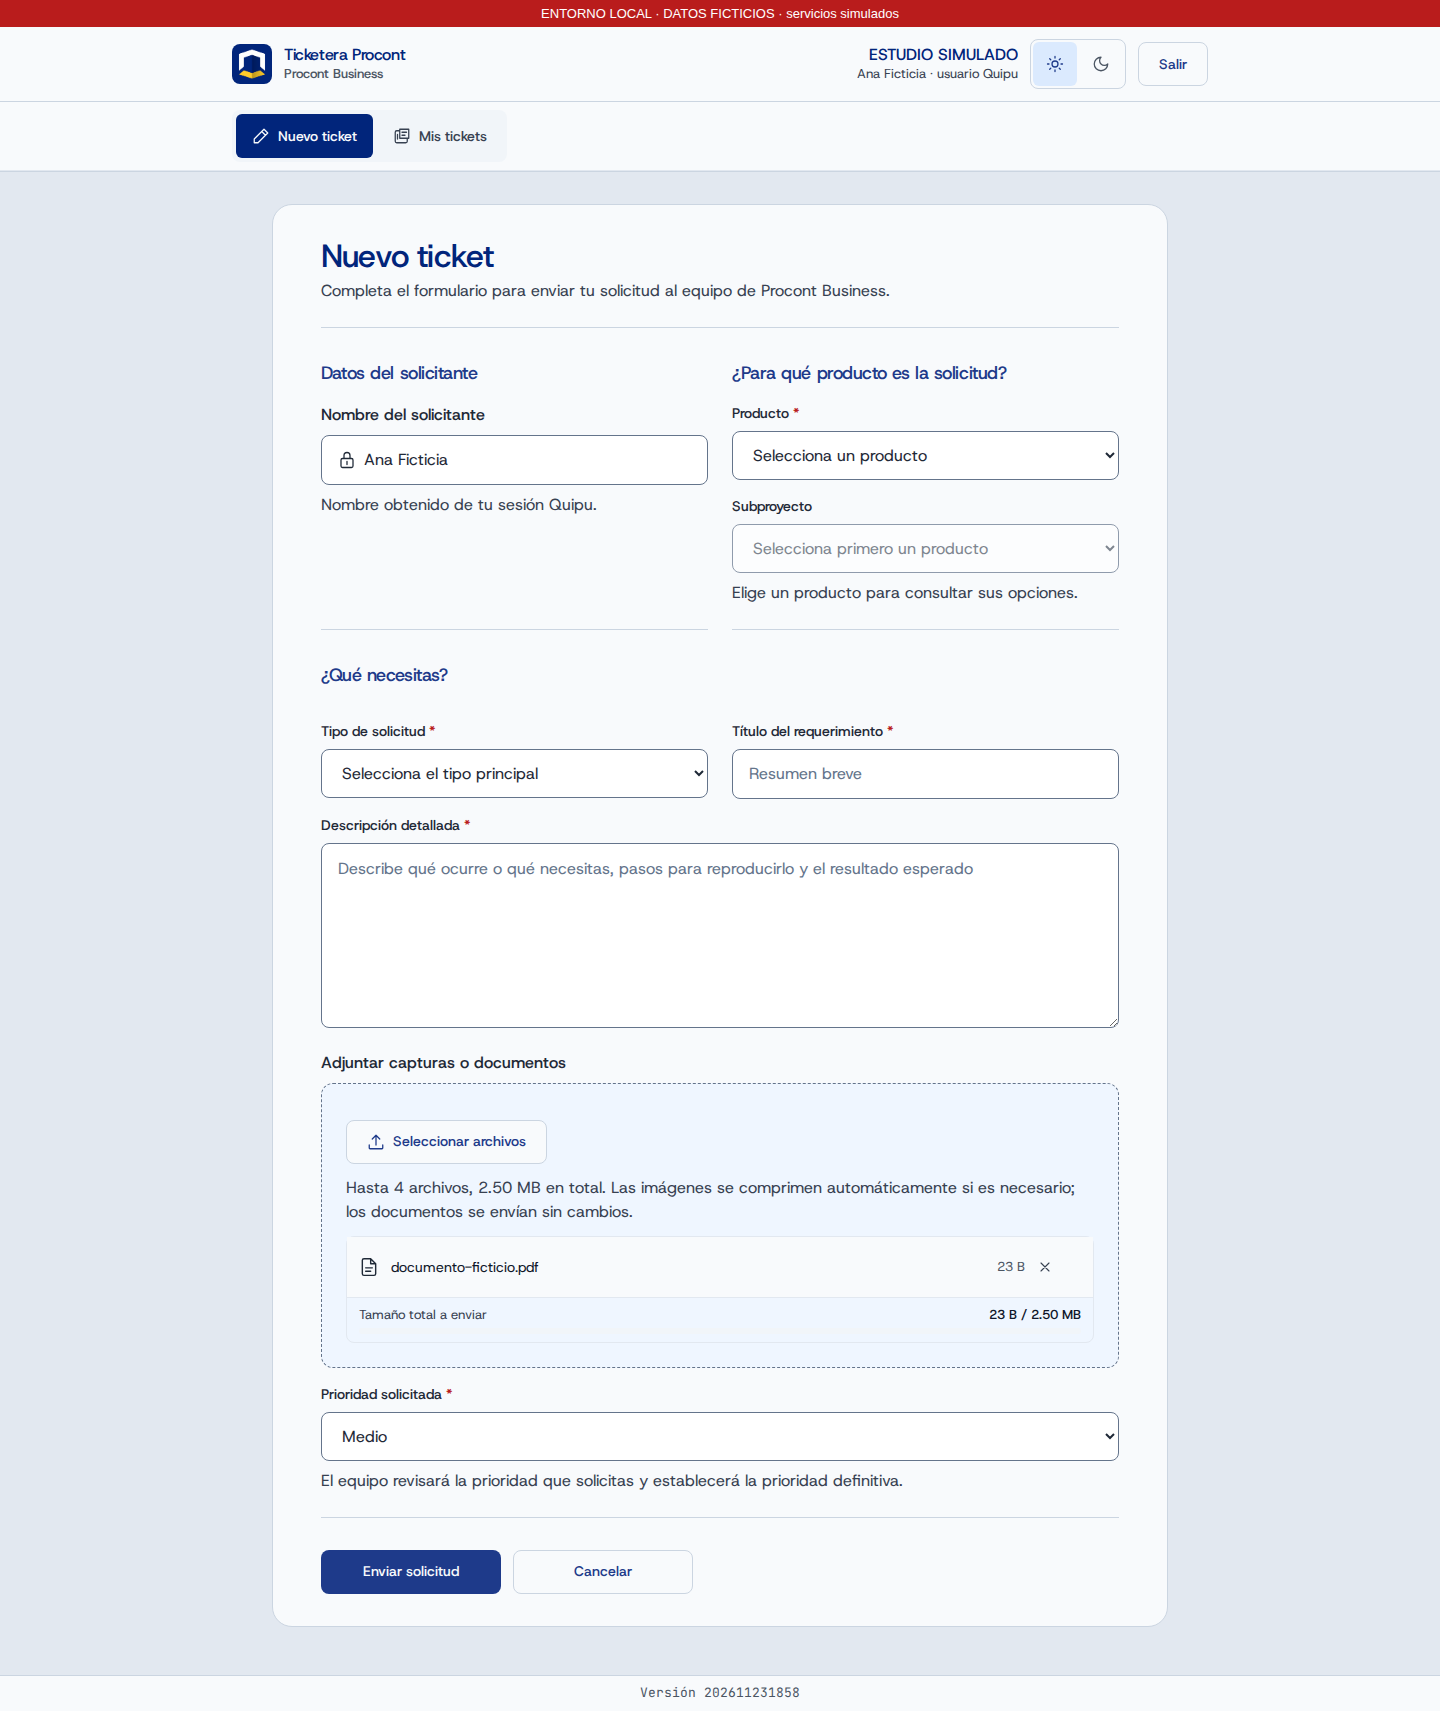 ENTORNO LOCAL · DATOS FICTICIOS · servicios simulados
Ticketera Procont
Procont Business
ESTUDIO SIMULADO
Ana Ficticia · usuario Quipu
Salir
Nuevo ticket
Mis tickets
Nuevo ticket
Completa el formulario para enviar tu solicitud al equipo de Procont Business.
Datos del solicitante
Nombre del solicitante
Ana Ficticia
Nombre obtenido de tu sesión Quipu.
¿Para qué producto es la solicitud?
Producto *
Selecciona un producto
Subproyecto
Selecciona primero un producto
Elige un producto para consultar sus opciones.
¿Qué necesitas?
Tipo de solicitud *
Selecciona el tipo principal
Título del requerimiento *
Resumen breve
Descripción detallada *
Describe qué ocurre o qué necesitas, pasos para reproducirlo y el resultado esperado
Adjuntar capturas o documentos
Seleccionar archivos
Hasta 4 archivos, 2.50 MB en total. Las imágenes se comprimen automáticamente si es necesario;
los documentos se envían sin cambios.
documento-ficticio.pdf
23 B
Tamaño total a enviar
23 B / 2.50 MB
Prioridad solicitada *
Medio
El equipo revisará la prioridad que solicitas y establecerá la prioridad definitiva.
Enviar solicitud
Cancelar
Versión 202611231858